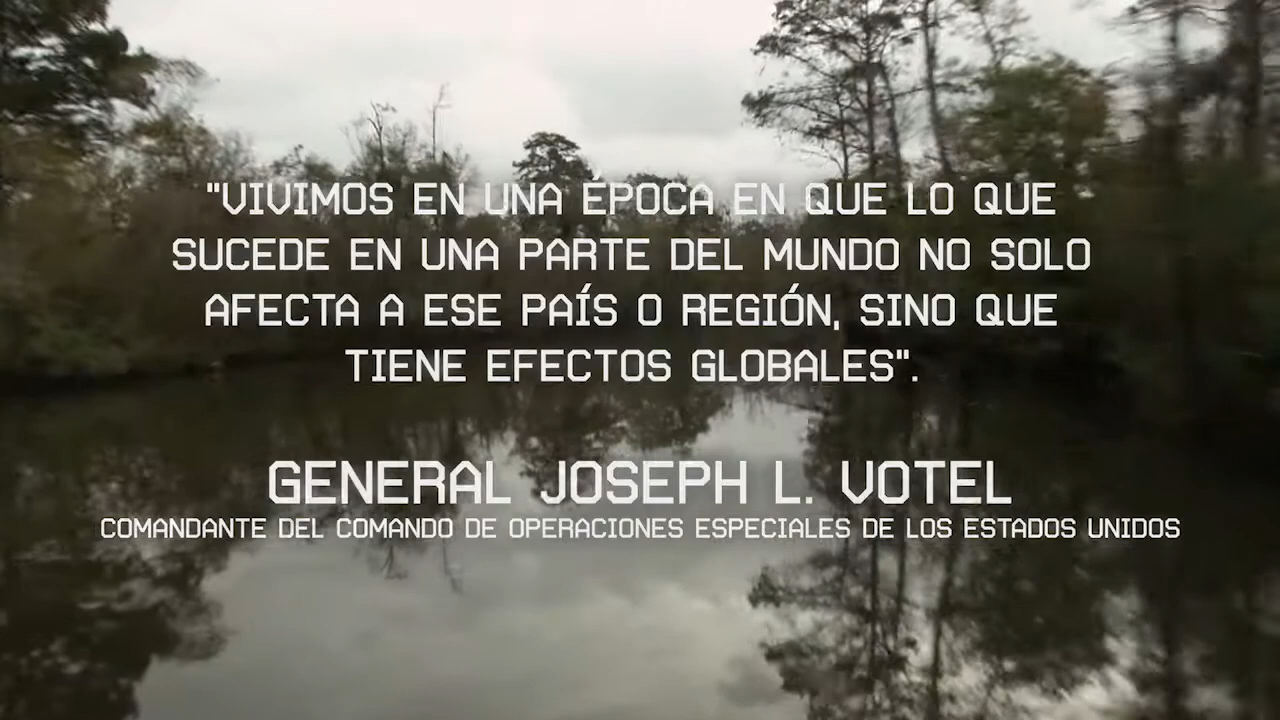 "VIVIMOS EN UNA EPOCA EN QUE LO QUE
SUCEDE EN UNA PARTE DEL MUNDO NO SOLO
AFECTA A ESE PAÍS O REGIÓN, SINO QUE
TIENE EFECTOS GLOBALES".
GENERAL JOSEPH L. VOTEL
COMANDANTE DEL COMANDO DE OPERACIONES ESPECIALES DE LOS ESTADOS UNIDOS